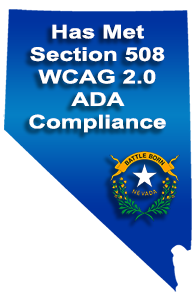 Has Met
Section 508
WCAG 2.0
ADA
Compliance
BATTLE BORN
NEVADA